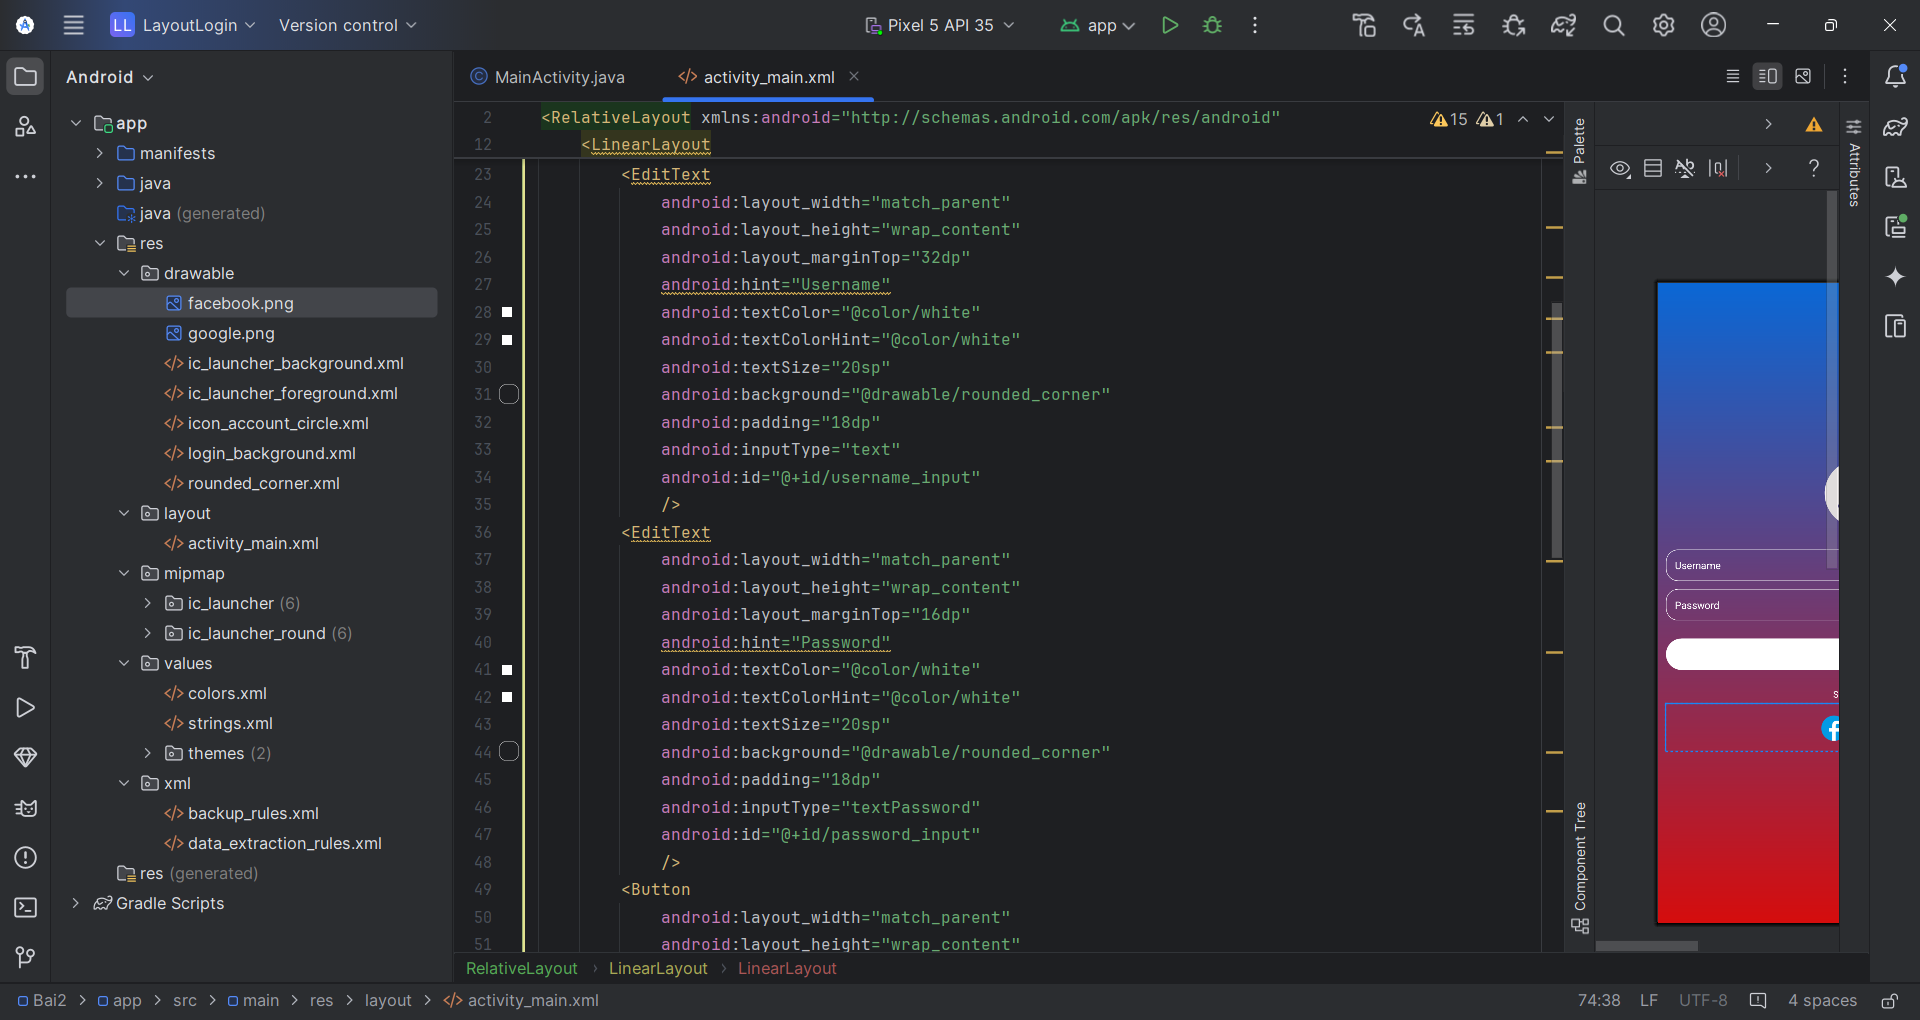 LL LayoutLogin Version control Pixel 5 API 35 app
Android
MainActivity.java activity_main.xml
app
manifests
java
java (generated)
res
drawable
facebook.png
google.png
ic_launcher_background.xml
ic_launcher_foreground.xml
icon_account_circle.xml
login_background.xml
rounded_corner.xml
layout
activity_main.xml
mipmap
ic_launcher (6)
ic_launcher_round (6)
values
colors.xml
strings.xml
themes (2)
xml
backup_rules.xml
data_extraction_rules.xml
res (generated)
Gradle Scripts
2 <RelativeLayout xmlns:android="http://schemas.android.com/apk/res/android" 15 1
12 <LinearLayout
23 <EditText
24 android:layout_width="match_parent"
25 android:layout_height="wrap_content"
26 android:layout_marginTop="32dp"
27 android:hint="Username"
28 android:textColor="@color/white"
29 android:textColorHint="@color/white"
30 android:textSize="20sp"
31 android:background="@drawable/rounded_corner"
32 android:padding="18dp"
33 android:inputType="text"
34 android:id="@+id/username_input"
35 />
36 <EditText
37 android:layout_width="match_parent"
38 android:layout_height="wrap_content"
39 android:layout_marginTop="16dp"
40 android:hint="Password"
41 android:textColor="@color/white"
42 android:textColorHint="@color/white"
43 android:textSize="20sp"
44 android:background="@drawable/rounded_corner"
45 android:padding="18dp"
46 android:inputType="textPassword"
47 android:id="@+id/password_input"
48 />
49 <Button
50 android:layout_width="match_parent"
51 android:layout_height="wrap_content"
RelativeLayout › LinearLayout › LinearLayout
Palette
Component Tree
Attributes
?
Username
Password
S
Bai2 > app > src > main > res > layout > activity_main.xml
74:38 LF UTF-8 4 spaces